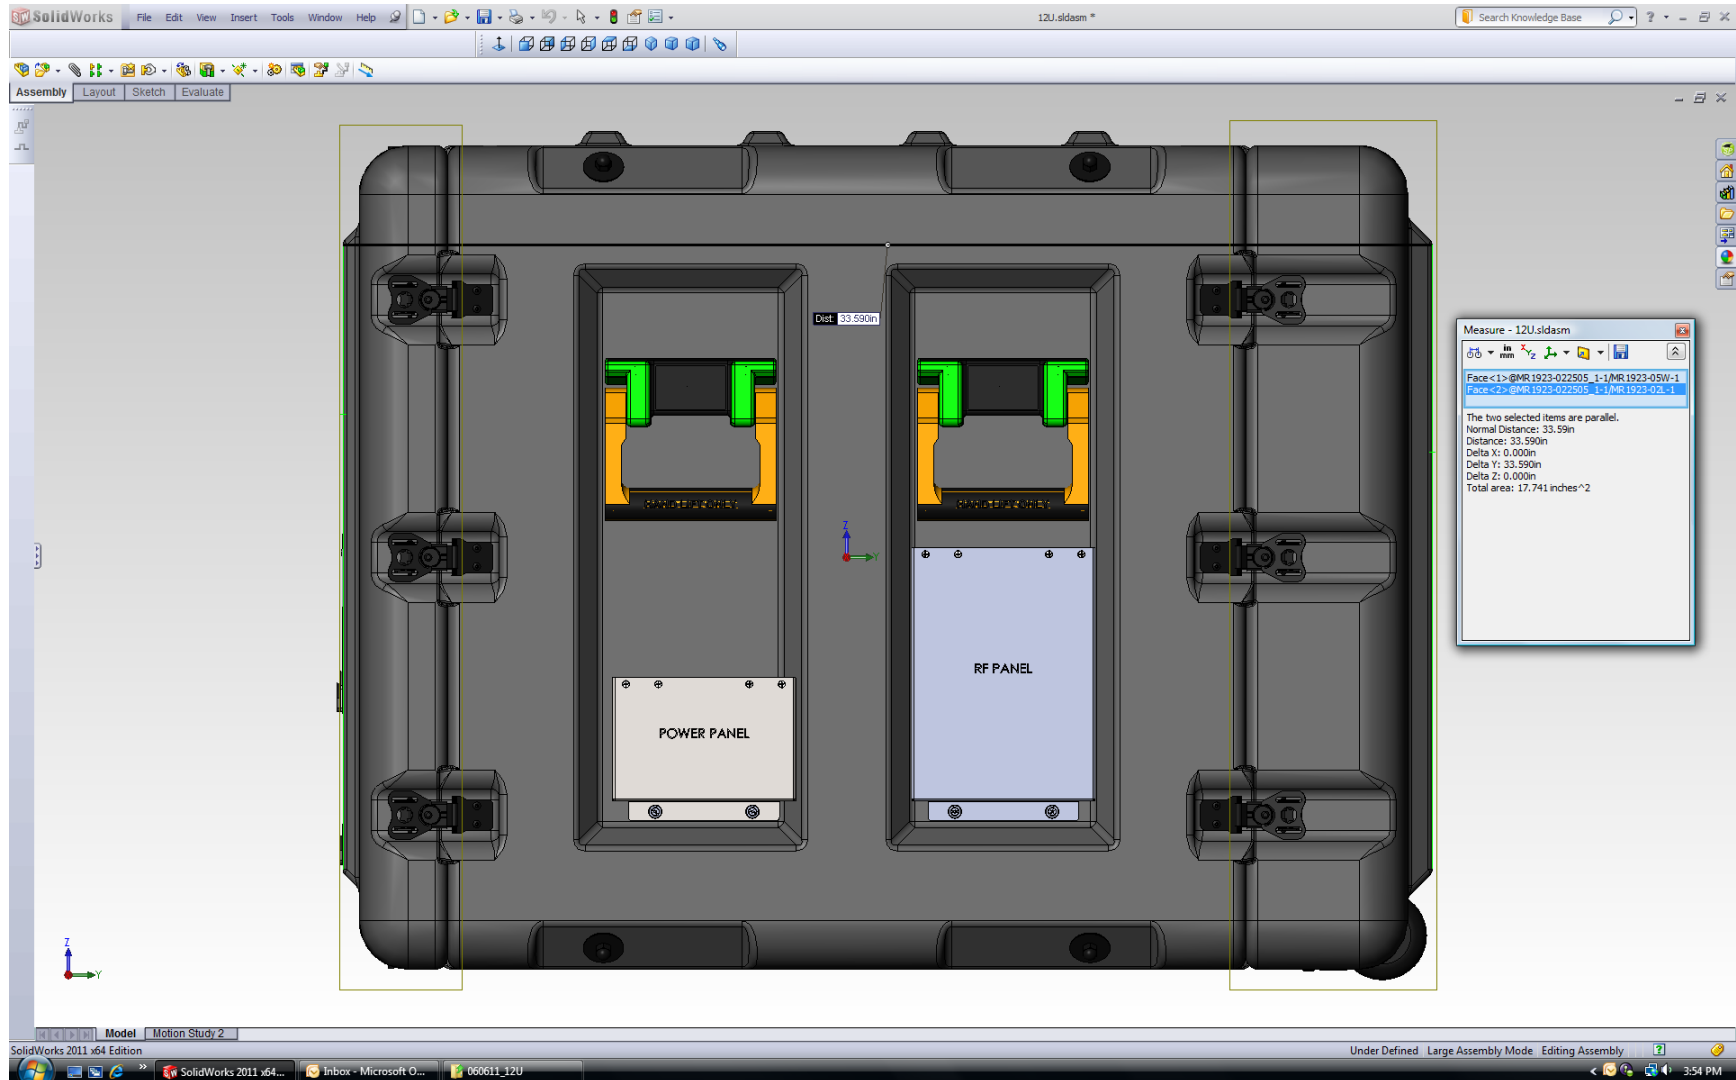 SolidWorks File Edit View Insert Tools Window Help 12U.sldasm * Search Knowledge Base
Assembly Layout Sketch Evaluate
Dist: 33.590in
Measure - 12U.sldasm
in
mm
Face<1>@MR1923-022505_1-1/MR1923-05W-1
Face<2>@MR1923-022505_1-1/MR1923-02L-1
The two selected items are parallel.
Normal Distance: 33.59in
Distance: 33.590in
Delta X: 0.000in
Delta Y: 33.590in
Delta Z: 0.000in
Total area: 17.741 inches^2
Z
Y
RF PANEL
POWER PANEL
Z
Y
Model Motion Study 2
SolidWorks 2011 x64 Edition Under Defined Large Assembly Mode Editing Assembly
SolidWorks 2011 x64... Inbox - Microsoft O... 060611_12U 3:54 PM